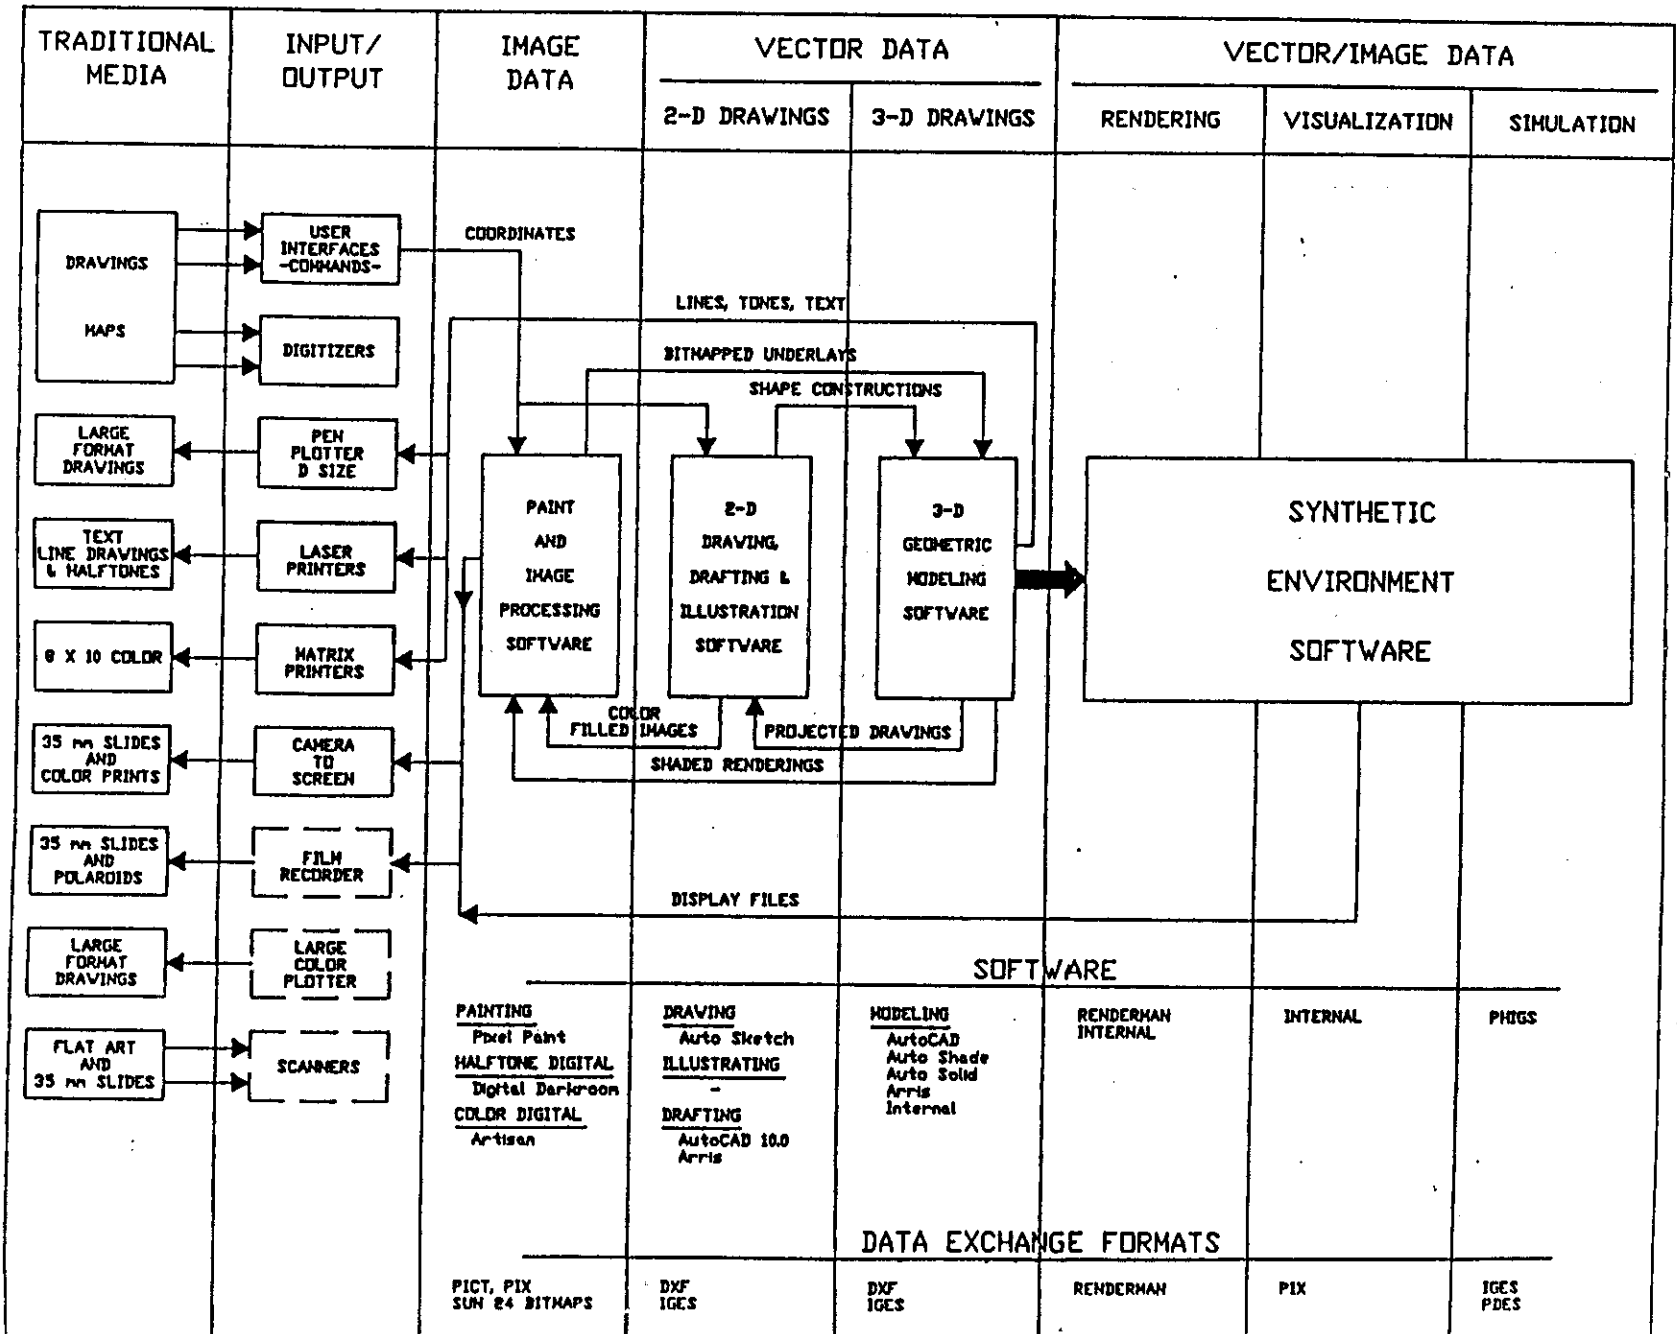 TRADITIONAL
MEDIA
INPUT/
OUTPUT
IMAGE
DATA
VECTOR DATA
2-D DRAWINGS
3-D DRAWINGS
VECTOR/IMAGE DATA
RENDERING
VISUALIZATION
SIMULATION
DRAWINGS
MAPS
USER
INTERFACES
-COMMANDS-
DIGITIZERS
COORDINATES
LINES, TONES, TEXT
BITMAPPED UNDERLAYS
SHAPE CONSTRUCTIONS
LARGE
FORMAT
DRAWINGS
PEN
PLOTTER
D SIZE
TEXT
LINE DRAWINGS
& HALFTONES
LASER
PRINTERS
8 X 10 COLOR
MATRIX
PRINTERS
35 mm SLIDES
AND
COLOR PRINTS
CAMERA
TO
SCREEN
35 mm SLIDES
AND
POLAROIDS
FILM
RECORDER
LARGE
FORMAT
DRAWINGS
LARGE
COLOR
PLOTTER
FLAT ART
AND
35 mm SLIDES
SCANNERS
PAINT
AND
IMAGE
PROCESSING
SOFTWARE
2-D
DRAWING,
DRAFTING &
ILLUSTRATION
SOFTWARE
3-D
GEOMETRIC
MODELING
SOFTWARE
SYNTHETIC
ENVIRONMENT
SOFTWARE
COLOR
FILLED IMAGES
PROJECTED DRAWINGS
SHADED RENDERINGS
DISPLAY FILES
SOFTWARE
PAINTING
Pixel Paint
HALFTONE DIGITAL
Digital Darkroom
COLOR DIGITAL
Artisan
DRAWING
Auto Sketch
ILLUSTRATING
-
DRAFTING
AutoCAD 10.0
Arris
MODELING
AutoCAD
Auto Shade
Auto Solid
Arris
Internal
RENDERMAN
INTERNAL
INTERNAL
PHIGS
DATA EXCHANGE FORMATS
PICT, PIX
SUN 24 BITMAPS
DXF
IGES
DXF
IGES
RENDERMAN
PIX
IGES
PDES